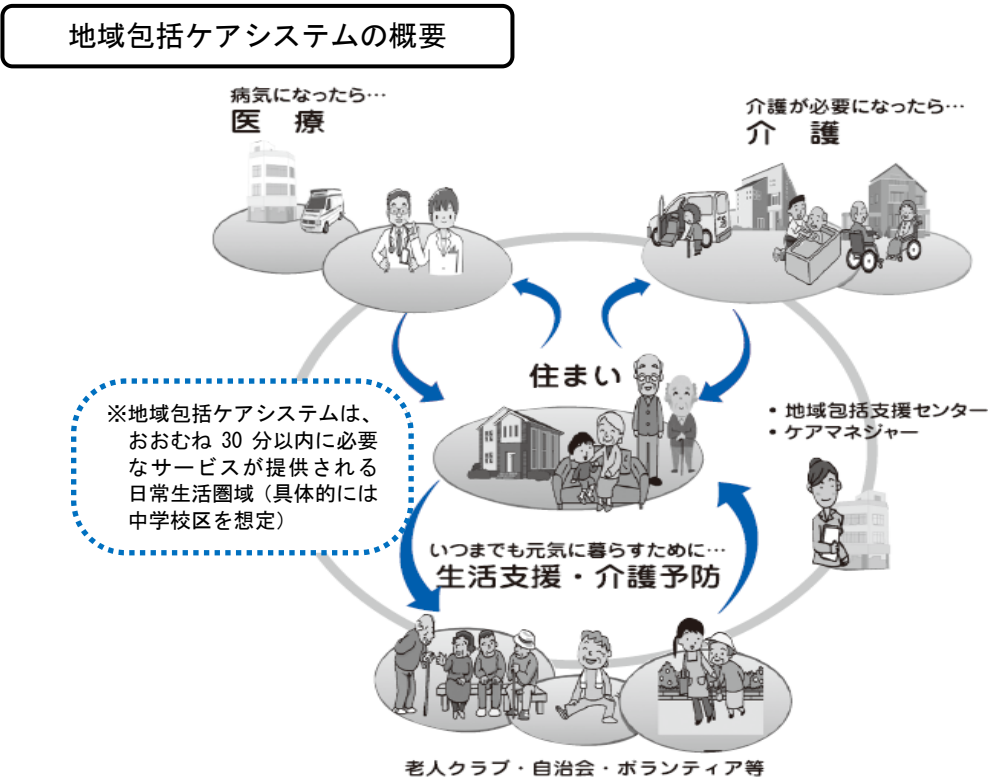 地域包括ケアシステムの概要
病気になったら…
医　療
介護が必要になったら…
介　護
住まい
※地域包括ケアシステムは、
おおむね 30 分以内に必要
なサービスが提供される
日常生活圏域（具体的には
中学校区を想定）
・地域包括支援センター
・ケアマネジャー
いつまでも元気に暮らすために…
生活支援・介護予防
老人クラブ・自治会・ボランティア等